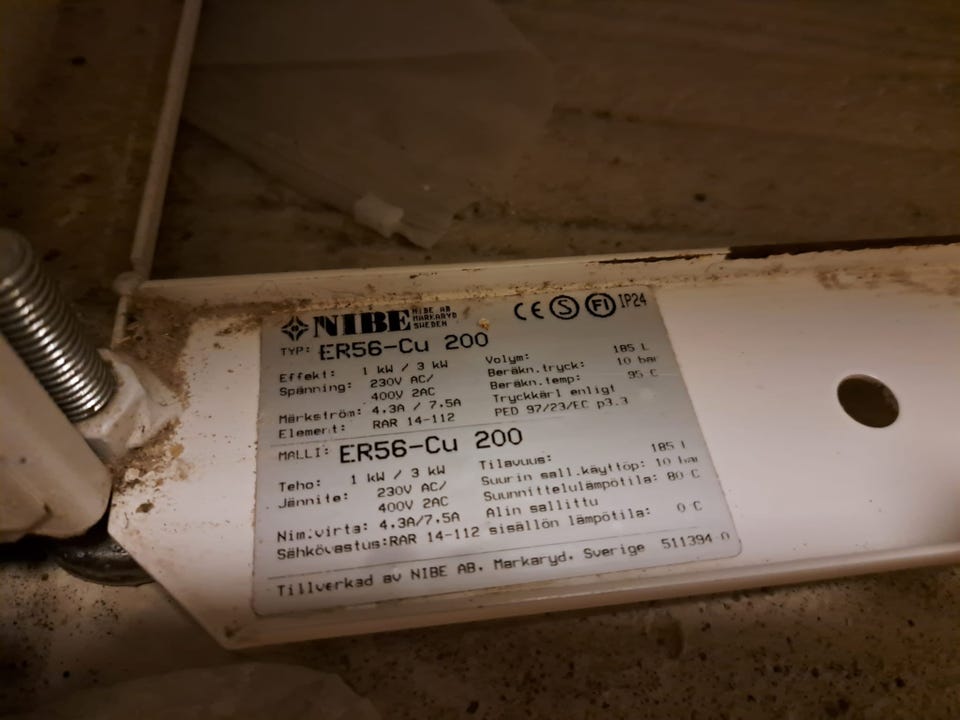 NIBE NIBE AB MARKARYD SWEDEN CE S FI IP24
TYP: ER56-Cu 200
Effekt: 1 kW / 3 kW
Spänning: 230V AC/
400V 2AC
Märkström: 4.3A / 7.5A
Element: RAR 14-112
Volym: 185 L
Beräkn.tryck: 10 bar
Beräkn.temp: 95 C
Tryckkärl enligt
PED 97/23/EC p3.3
MALLI: ER56-Cu 200
Teho: 1 kW / 3 kW
Jännite: 230V AC/
400V 2AC
Nim.virta: 4.3A/7.5A
Sähkövastus:RAR 14-112
Tilavuus: 185 l
Suurin sall.käyttöp: 10 bar
Suunnittelulämpötila: 80 C
Alin sallittu
sisällön lämpötila: 0 C
Tillverkad av NIBE AB. Markaryd. Sverige 511394